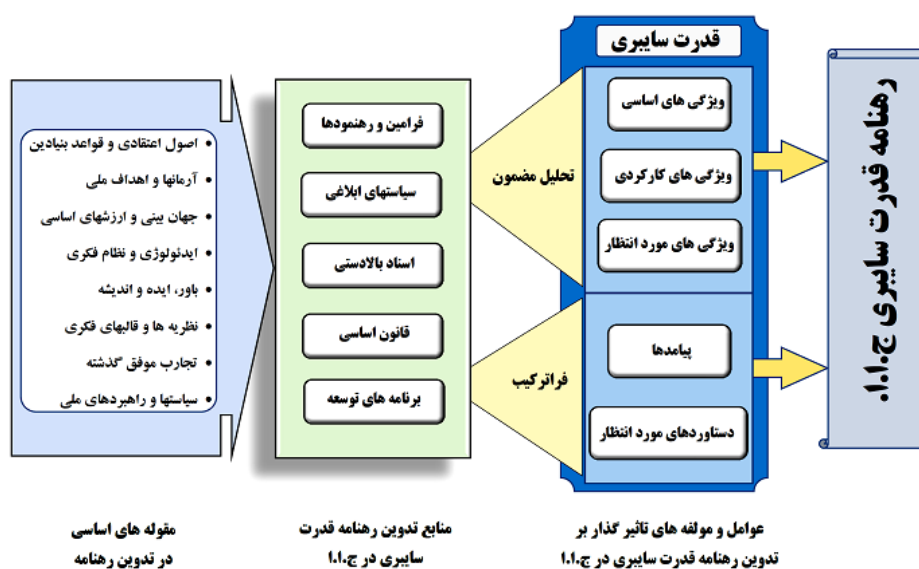 قدرت سایبری
ویژگی های اساسی
ویژگی های کارکردی
ویژگی های مورد انتظار
پیامدها
دستاوردهای مورد انتظار
رهنامه قدرت سایبری ج.ا.ا.
تحلیل مضمون
فراترکیب
فرامین و رهنمودها
سیاستهای ابلاغی
اسناد بالادستی
قانون اساسی
برنامه های توسعه
• اصول اعتقادی و قواعد بنیادین
• آرمانها و اهداف ملی
• جهان بینی و ارزشهای اساسی
• ایدئولوژی و نظام فکری
• باور، ایده و اندیشه
• نظریه ها و قالبهای فکری
• تجارب موفق گذشته
• سیاستها و راهبردهای ملی
عوامل و مولفه های تاثیر گذار بر
تدوین رهنامه قدرت سایبری در ج.ا.ا
منابع تدوین رهنامه قدرت
سایبری در ج.ا.ا
مقوله های اساسی
در تدوین رهنامه